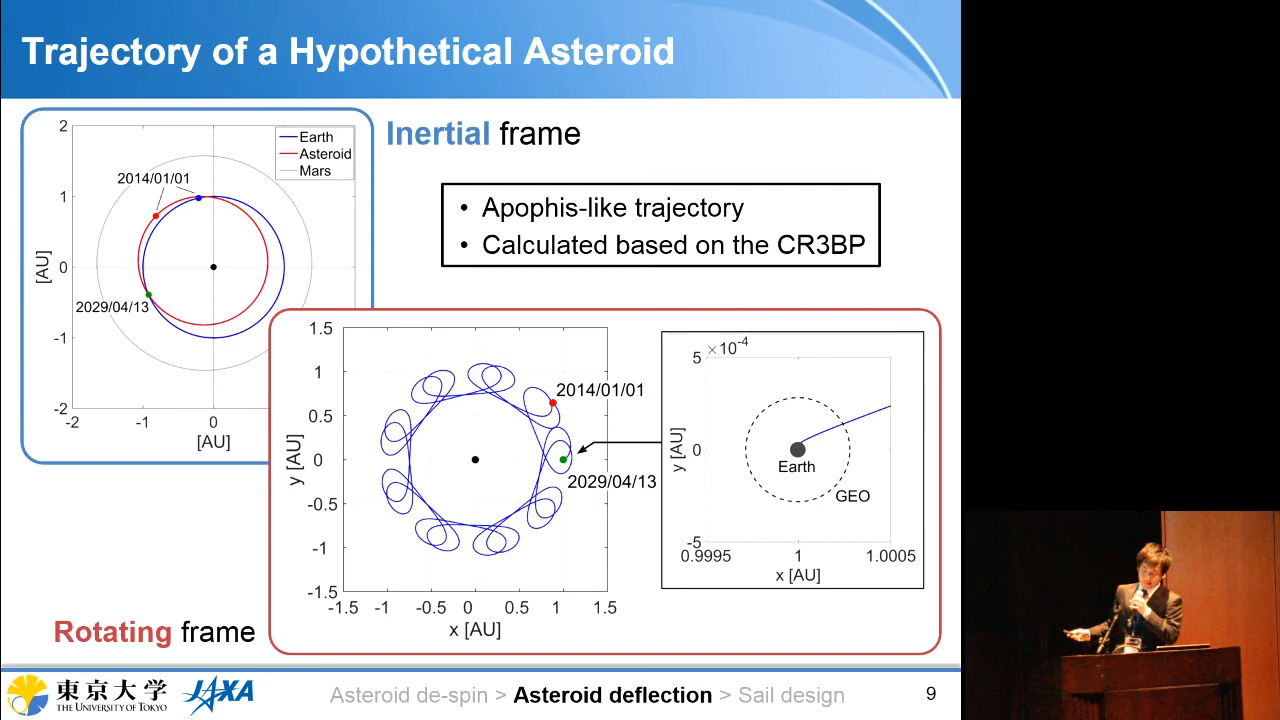 Trajectory of a Hypothetical Asteroid
Inertial frame
2
1
0
-1
-2
-2
-1
0
[AU]
[AU]
Earth
Asteroid
Mars
2014/01/01
2029/04/13
• Apophis-like trajectory
• Calculated based on the CR3BP
1.5
1
0.5
0
-0.5
-1
-1.5
-1.5
-1
-0.5
0
0.5
1
1.5
x [AU]
y [AU]
2014/01/01
2029/04/13
×10-4
5
0
-5
0.9995
1
1.0005
x [AU]
y [AU]
Earth
GEO
Rotating frame
東京大学
THE UNIVERSITY OF TOKYO
JAXA
Asteroid de-spin > Asteroid deflection > Sail design
9